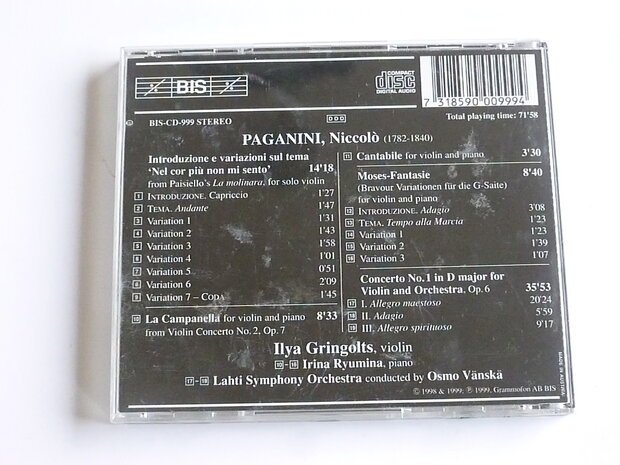 BIS
COMPACT
disc
DIGITAL AUDIO
7 318590 009994
BIS-CD-999 STEREO
DDD
Total playing time: 71'58
PAGANINI, Niccolò (1782-1840)
Introduzione e variazioni sul tema
'Nel cor più non mi sento' 14'18
from Paisiello's La molinara, for solo violin
1 INTRODUZIONE. Capriccio 1'27
2 TEMA. Andante 1'47
3 Variation 1 1'31
4 Variation 2 1'43
5 Variation 3 1'58
6 Variation 4 1'01
7 Variation 5 0'51
8 Variation 6 2'09
9 Variation 7 – CODA 1'45
10 La Campanella for violin and piano 8'33
from Violin Concerto No. 2, Op. 7
11 Cantabile for violin and piano 3'30
Moses-Fantasie 8'40
(Bravour Variationen für die G-Saite)
for violin and piano
12 INTRODUZIONE. Adagio 3'08
13 TEMA. Tempo alla Marcia 1'23
14 Variation 1 1'23
15 Variation 2 1'39
16 Variation 3 1'07
Concerto No. 1 in D major for
Violin and Orchestra, Op. 6 35'53
17 I. Allegro maestoso 20'24
18 II. Adagio 5'59
19 III. Allegro spirituoso 9'17
Ilya Gringolts, violin
10-16 Irina Ryumina, piano
17-19 Lahti Symphony Orchestra conducted by Osmo Vänskä
© 1998 & 1999, ℗ 1999, Grammofon AB BIS